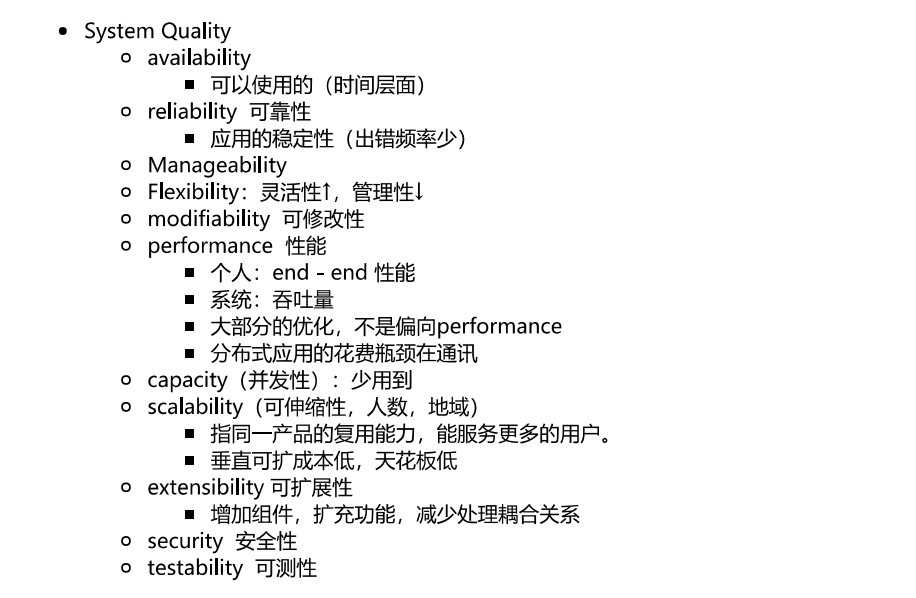 System Quality
availability
可以使用的（时间层面）
reliability 可靠性
应用的稳定性（出错频率少）
Manageability
Flexibility：灵活性↑，管理性↓
modifiability 可修改性
performance 性能
个人：end - end 性能
系统：吞吐量
大部分的优化，不是偏向performance
分布式应用的花费瓶颈在通讯
capacity（并发性）：少用到
scalability（可伸缩性，人数，地域）
指同一产品的复用能力，能服务更多的用户。
垂直可扩成本低，天花板低
extensibility 可扩展性
增加组件，扩充功能，减少处理耦合关系
security 安全性
testability 可测性